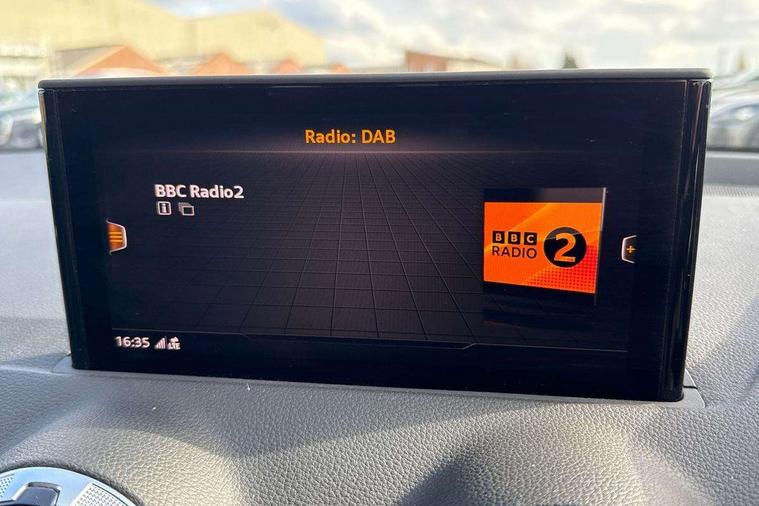 Radio: DAB
BBC Radio2
BBC
RADIO 2
16:35 LTE